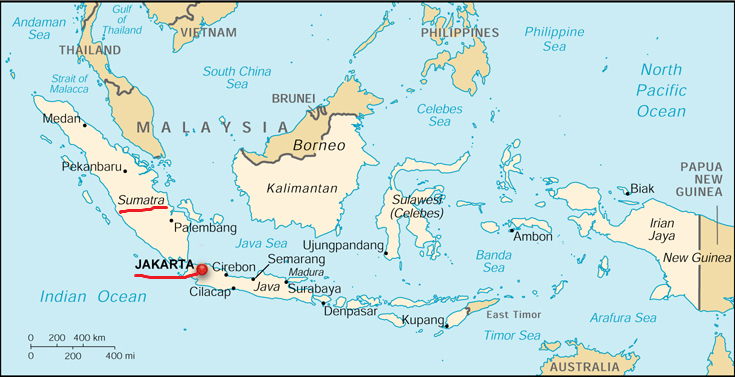 Andaman
Sea
Gulf
of
Thailand
VIETNAM
THAILAND
PHILIPPINES
Philippine
Sea
Strait of
Malacca
South China
Sea
North
Pacific
Ocean
BRUNEI
Celebes
Sea
Medan
MALAYSIA
Borneo
Pekanbaru
Kalimantan
PAPUA
NEW
GUINEA
Sumatra
Sulawesi
(Celebes)
Biak
Palembang
Irian
Jaya
Ambon
Java Sea
Ujungpandang
Banda
Sea
New Guinea
JAKARTA
Cirebon
Semarang
Madura
Indian Ocean
Cilacap
Java
Surabaya
Denpasar
Kupang
East Timor
Timor Sea
Arafura Sea
0 200 400 km
0 200 400 mi
AUSTRALIA